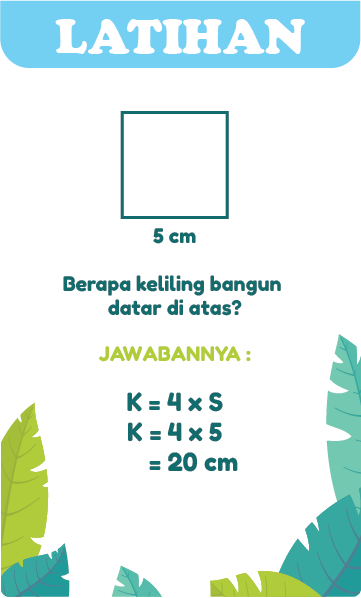 LATIHAN
5 cm
Berapa keliling bangun
datar di atas?
JAWABANNYA :
K = 4 x S
K = 4 x 5
= 20 cm